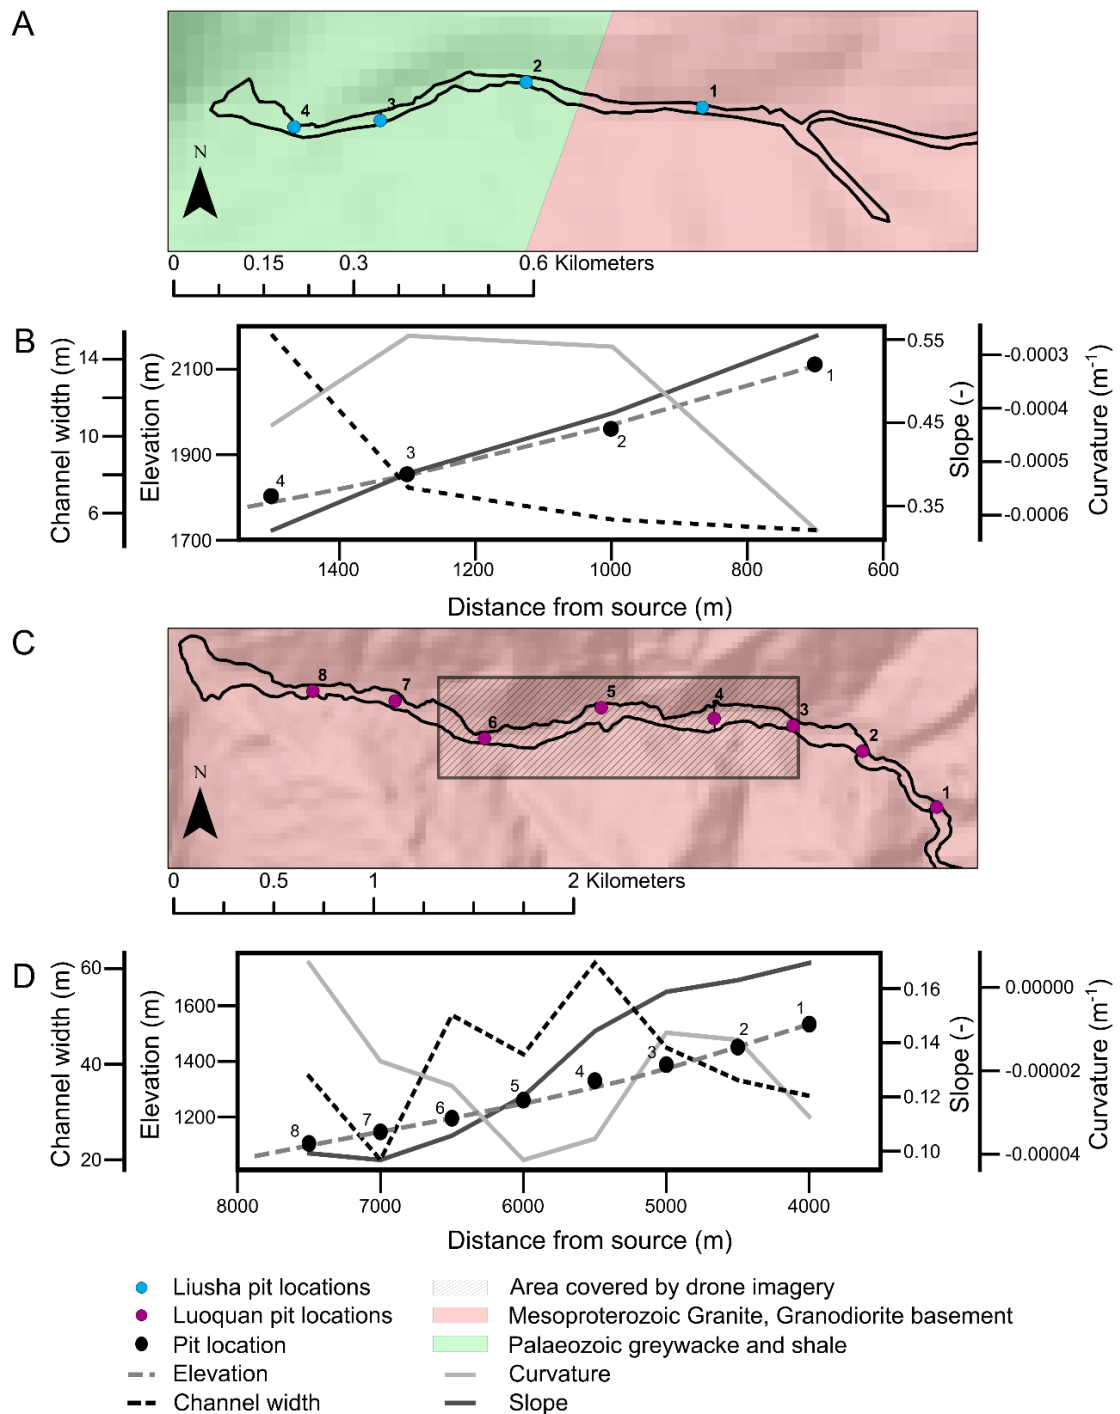 A
1
2
3
4
N
0 0.15 0.3 0.6 Kilometers
B
Channel width (m)
14
10
6
Elevation (m)
2100
1900
1700
1
2
3
4
0.55
0.45
0.35
Slope (-)
-0.0003
-0.0004
-0.0005
-0.0006
Curvature (m-1)
1400 1200 1000 800 600
Distance from source (m)
C
8
7
6
5
4
3
2
1
N
0 0.5 1 2 Kilometers
D
Channel width (m)
60
40
20
Elevation (m)
1600
1400
1200
8
7
6
5
4
3
2
1
0.16
0.14
0.12
0.10
Slope (-)
0.00000
-0.00002
-0.00004
Curvature (m-1)
8000 7000 6000 5000 4000
Distance from source (m)
Liusha pit locations
Luoquan pit locations
Pit location
Elevation
Channel width
Area covered by drone imagery
Mesoproterozoic Granite, Granodiorite basement
Palaeozoic greywacke and shale
Curvature
Slope